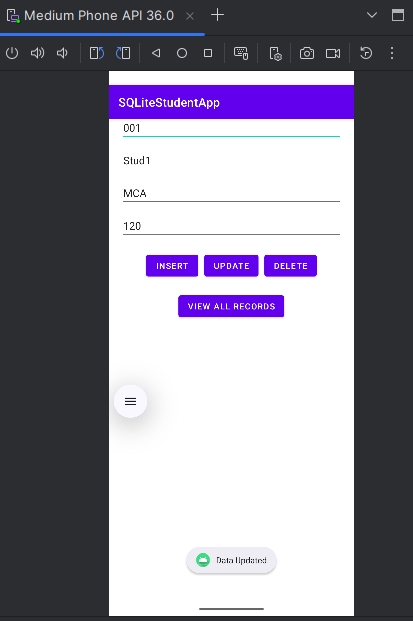 Medium Phone API 36.0
SQLiteStudentApp
001
Stud1
MCA
120
INSERT UPDATE DELETE
VIEW ALL RECORDS
Data Updated